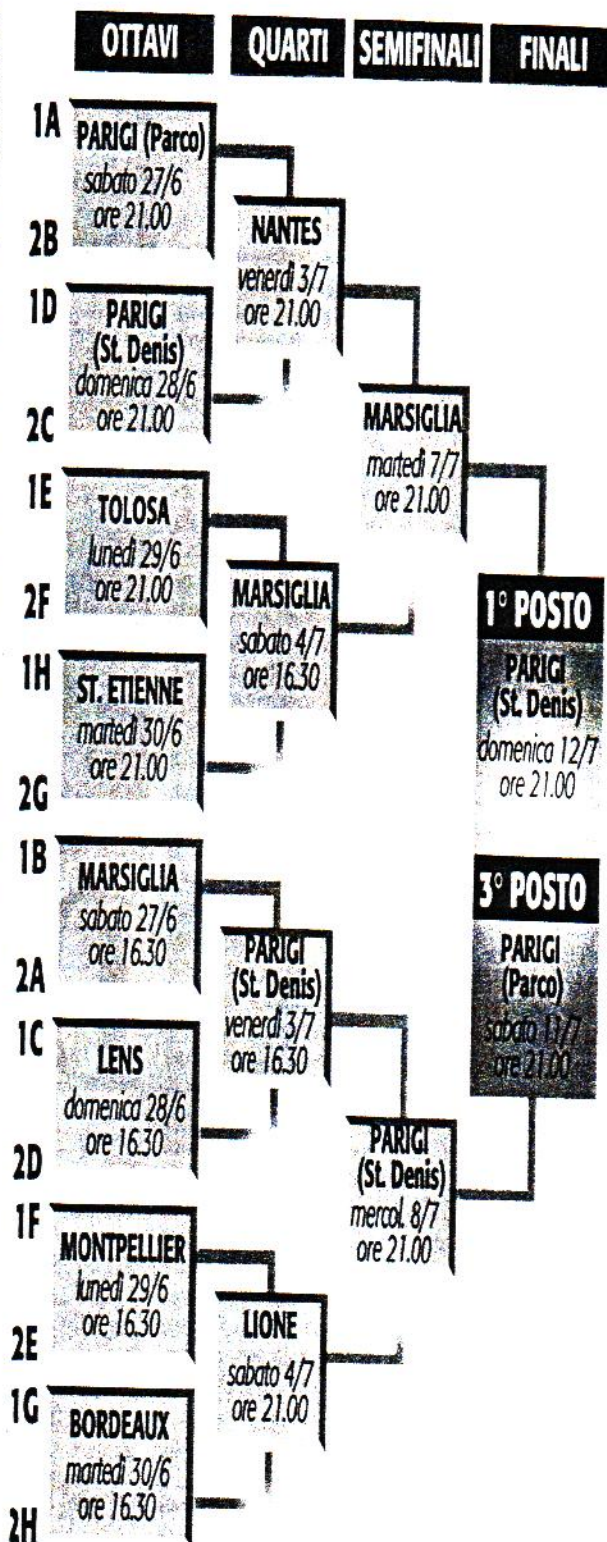 OTTAVI QUARTI SEMIFINALI FINALI
1A
PARIGI (Parco)
sabato 27/6
ore 21.00
2B
1D
PARIGI
(St. Denis)
domenica 28/6
ore 21.00
2C
1E
TOLOSA
lunedì 29/6
ore 21.00
2F
1H
ST. ETIENNE
martedì 30/6
ore 21.00
2G
1B
MARSIGLIA
sabato 27/6
ore 16.30
2A
1C
LENS
domenica 28/6
ore 16.30
2D
1F
MONTPELLIER
lunedì 29/6
ore 16.30
2E
1G
BORDEAUX
martedì 30/6
ore 16.30
2H
NANTES
venerdì 3/7
ore 21.00
MARSIGLIA
sabato 4/7
ore 16.30
PARIGI
(St. Denis)
venerdì 3/7
ore 16.30
LIONE
sabato 4/7
ore 21.00
MARSIGLIA
martedì 7/7
ore 21.00
PARIGI
(St. Denis)
mercol. 8/7
ore 21.00
1° POSTO
PARIGI
(St. Denis)
domenica 12/7
ore 21.00
3° POSTO
PARIGI
(Parco)
sabato 11/7
ore 21.00